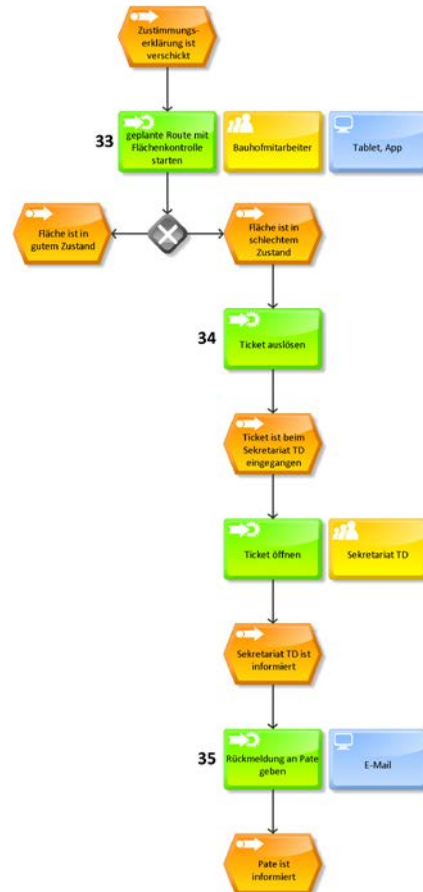 Zustimmungs-
erklärung ist
verschickt
33
geplante Route mit
Flächenkontrolle
starten
Bauhofmitarbeiter
Tablet, App
Fläche ist in
gutem Zustand
Fläche ist in
schlechtem
Zustand
34
Ticket auslösen
Ticket ist beim
Sekretariat TD
eingegangen
Ticket öffnen
Sekretariat TD
Sekretariat TD ist
informiert
35
Rückmeldung an Pate
geben
E-Mail
Pate ist
informiert